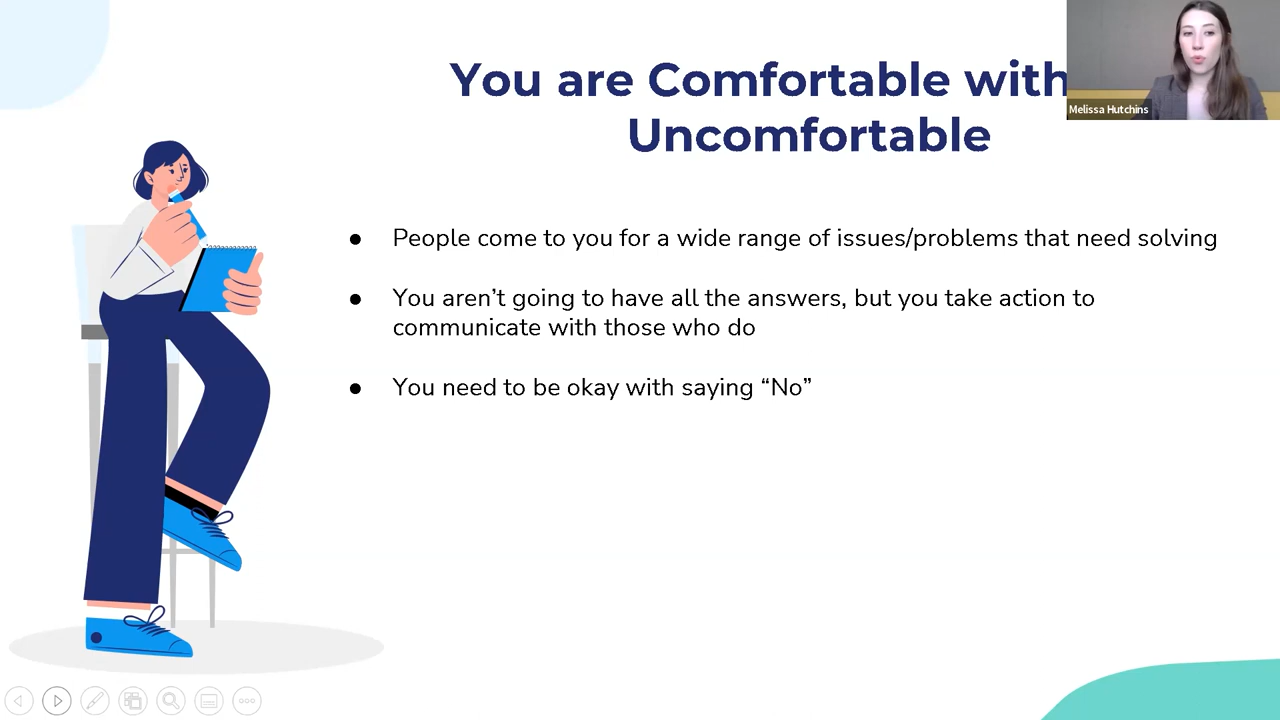 You are Comfortable with
Uncomfortable
Melissa Hutchins
● People come to you for a wide range of issues/problems that need solving
● You aren’t going to have all the answers, but you take action to
communicate with those who do
● You need to be okay with saying “No”